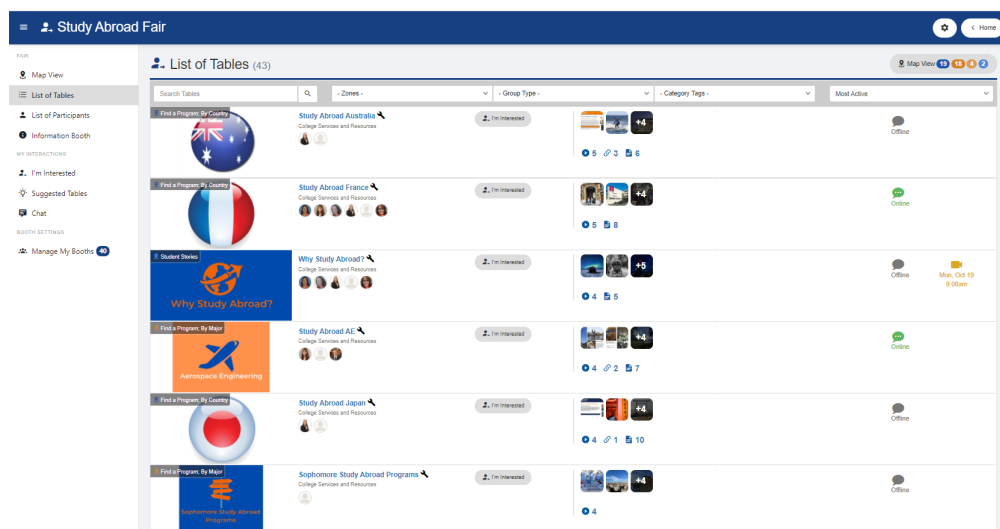 Study Abroad Fair
Home
FAIR
Map View
List of Tables
List of Participants
Information Booth
MY INTERACTIONS
I'm Interested
Suggested Tables
Chat
BOOTH SETTINGS
Manage My Booths 40
List of Tables (43)
Map View 19 18 4 2
Search Tables
- Zones -
- Group Type -
- Category Tags -
Most Active
Find a Program; By Country
Study Abroad Australia
College Services and Resources
I'm Interested
+4
5 3 6
Offline
Find a Program; By Country
Study Abroad France
College Services and Resources
I'm Interested
+4
5 8
Online
Student Stories
Why Study Abroad?
Why Study Abroad?
College Services and Resources
I'm Interested
+5
4 5
Offline
Mon, Oct 19
9:00am
Find a Program; By Major
Aerospace Engineering
Study Abroad AE
College Services and Resources
I'm Interested
+4
4 2 7
Online
Find a Program; By Country
Study Abroad Japan
College Services and Resources
I'm Interested
+4
4 1 10
Offline
Find a Program; By Major
Sophomore Study Abroad
Programs
Sophomore Study Abroad Programs
College Services and Resources
I'm Interested
+4
4
Offline